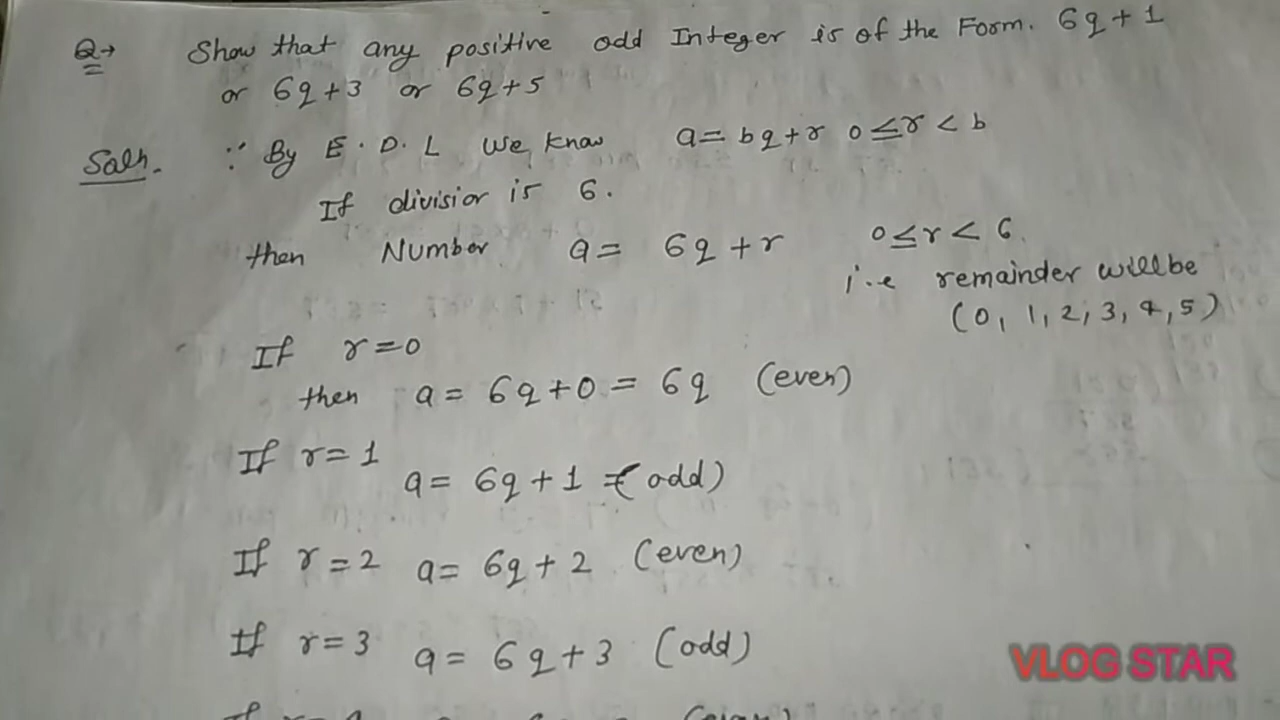 Q→ Show that any positive odd Integer is of the Form. 6q + 1
or 6q+3 or 6q+5
Soln. ∵ By E.D.L We know a= bq+r 0≤r<b
If divisior is 6.
then Number a= 6q+r 0≤r<6
i.e remainder will be
(0, 1, 2, 3, 4, 5)
If r=0
then a= 6q+0 = 6q (even)
If r=1
a= 6q+1 (odd)
If r=2 a= 6q+2 (even)
If r=3 a= 6q+3 (odd)
VLOG STAR